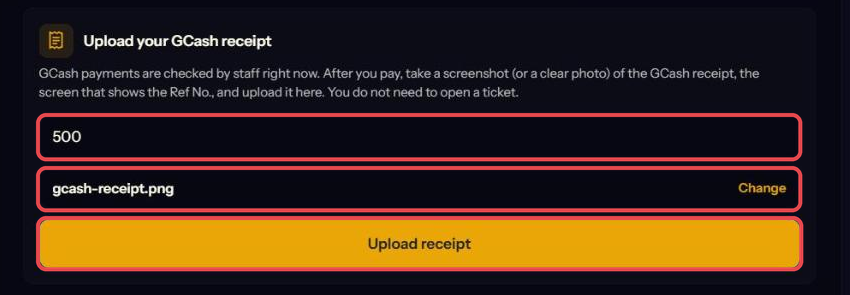 Upload your GCash receipt
GCash payments are checked by staff right now. After you pay, take a screenshot (or a clear photo) of the GCash receipt, the
screen that shows the Ref No., and upload it here. You do not need to open a ticket.
500
gcash-receipt.png Change
Upload receipt